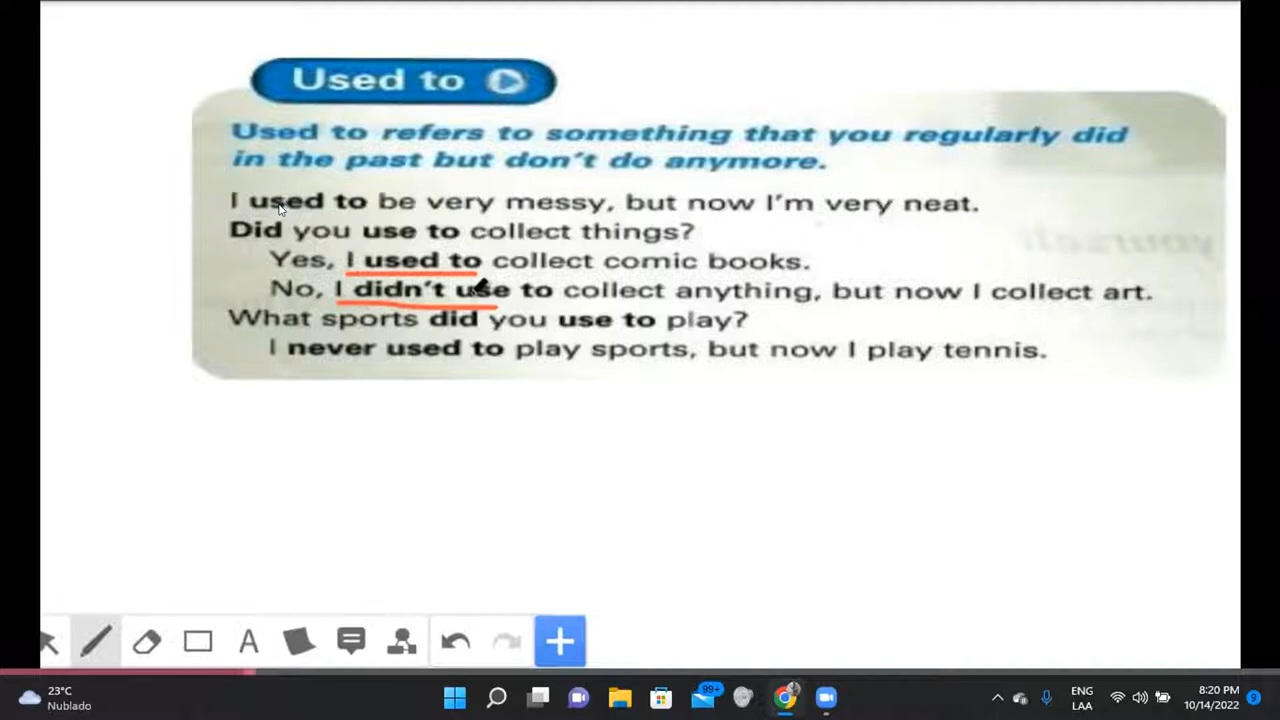 Used to
Used to refers to something that you regularly did
in the past but don't do anymore.
I used to be very messy, but now I'm very neat.
Did you use to collect things?
Yes, I used to collect comic books.
No, I didn't use to collect anything, but now I collect art.
What sports did you use to play?
I never used to play sports, but now I play tennis.
A
23°C
Nublado
99+
ENG
LAA
8:20 PM
10/14/2022
9